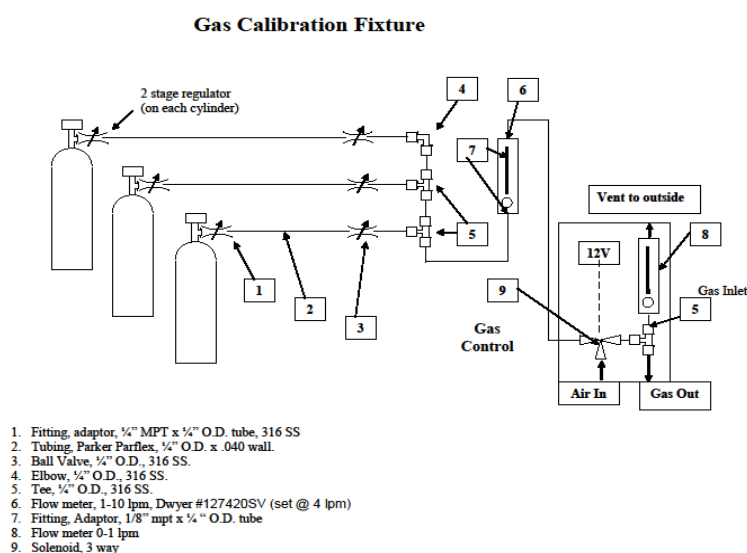 Gas Calibration Fixture
2 stage regulator
(on each cylinder)
4
6
7
Vent to outside
5
8
12V
1
2
3
9
Gas
Control
Gas Inlet
5
Air In
Gas Out
1. Fitting, adaptor, ¼” MPT x ¼” O.D. tube, 316 SS
2. Tubing, Parker Parflex, ¼” O.D. x .040 wall.
3. Ball Valve, ¼” O.D., 316 SS.
4. Elbow, ¼” O.D., 316 SS.
5. Tee, ¼” O.D., 316 SS.
6. Flow meter, 1-10 lpm, Dwyer #127420SV (set @ 4 lpm)
7. Fitting, Adaptor, 1/8” mpt x ¼ “ O.D. tube
8. Flow meter 0-1 lpm
9. Solenoid, 3 way